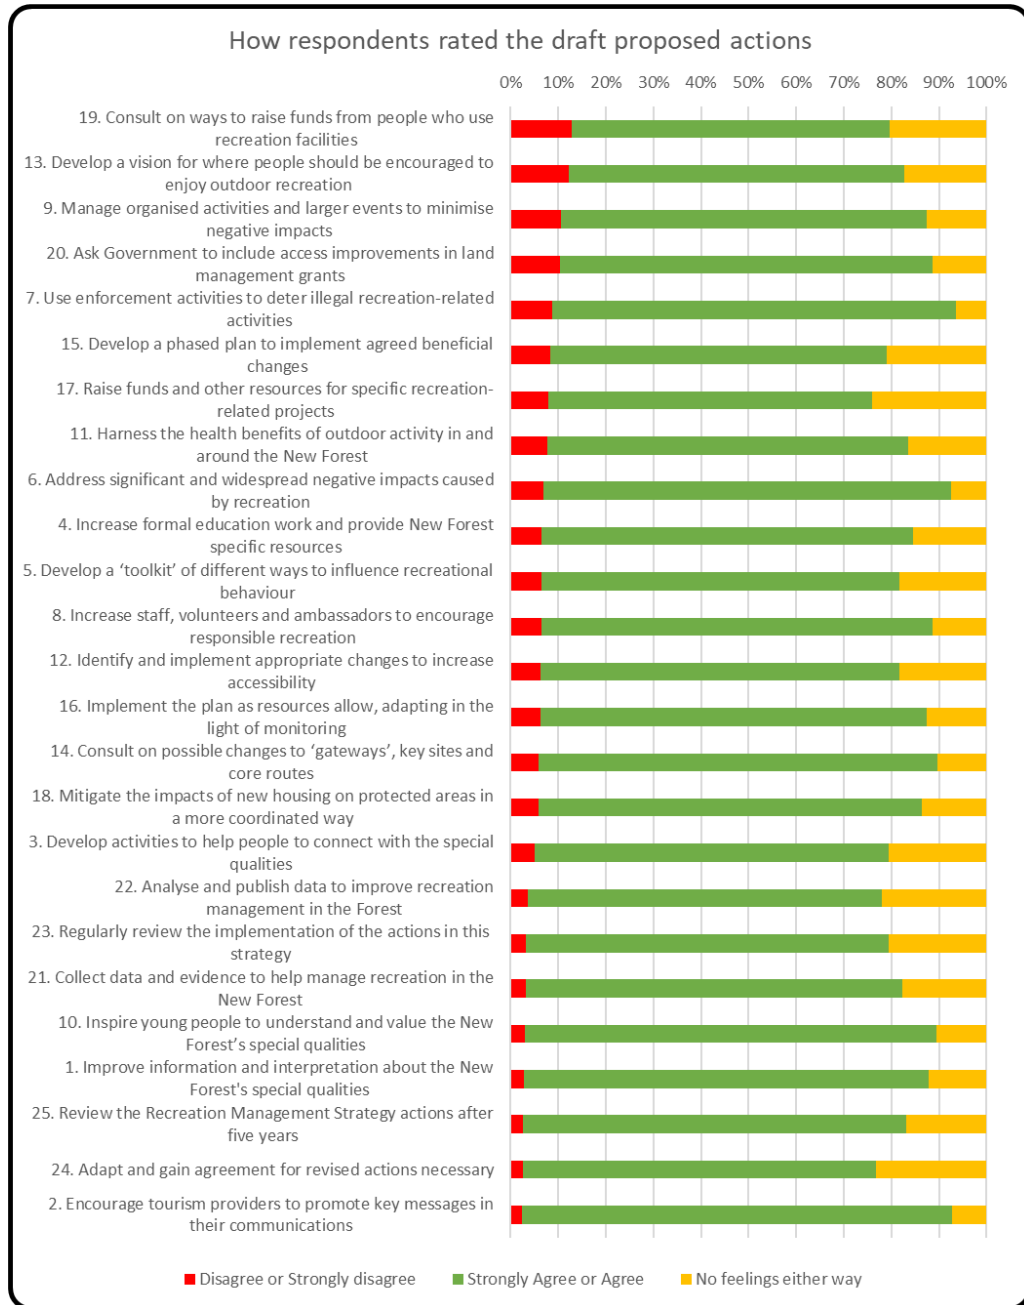 How respondents rated the draft proposed actions
0% 10% 20% 30% 40% 50% 60% 70% 80% 90% 100%
19. Consult on ways to raise funds from people who use
recreation facilities
13. Develop a vision for where people should be encouraged to
enjoy outdoor recreation
9. Manage organised activities and larger events to minimise
negative impacts
20. Ask Government to include access improvements in land
management grants
7. Use enforcement activities to deter illegal recreation-related
activities
15. Develop a phased plan to implement agreed beneficial
changes
17. Raise funds and other resources for specific recreation-
related projects
11. Harness the health benefits of outdoor activity in and
around the New Forest
6. Address significant and widespread negative impacts caused
by recreation
4. Increase formal education work and provide New Forest
specific resources
5. Develop a ‘toolkit’ of different ways to influence recreational
behaviour
8. Increase staff, volunteers and ambassadors to encourage
responsible recreation
12. Identify and implement appropriate changes to increase
accessibility
16. Implement the plan as resources allow, adapting in the
light of monitoring
14. Consult on possible changes to ‘gateways’, key sites and
core routes
18. Mitigate the impacts of new housing on protected areas in
a more coordinated way
3. Develop activities to help people to connect with the special
qualities
22. Analyse and publish data to improve recreation
management in the Forest
23. Regularly review the implementation of the actions in this
strategy
21. Collect data and evidence to help manage recreation in the
New Forest
10. Inspire young people to understand and value the New
Forest’s special qualities
1. Improve information and interpretation about the New
Forest's special qualities
25. Review the Recreation Management Strategy actions after
five years
24. Adapt and gain agreement for revised actions necessary
2. Encourage tourism providers to promote key messages in
their communications
Disagree or Strongly disagree Strongly Agree or Agree No feelings either way